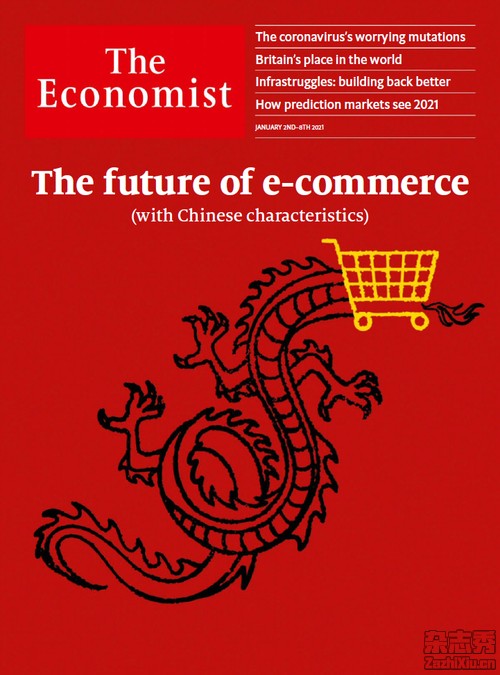 The
Economist
The coronavirus's worrying mutations
Britain's place in the world
Infrastruggles: building back better
How prediction markets see 2021
JANUARY 2ND–8TH 2021
The future of e-commerce
(with Chinese characteristics)
杂志秀
ZazhiXiu.cn